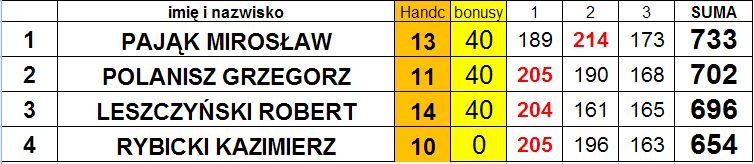 imię i nazwisko Handc bonusy 1 2 3 SUMA
1 PAJĄK MIROSŁAW 13 40 189 214 173 733
2 POLANISZ GRZEGORZ 11 40 205 190 168 702
3 LESZCZYŃSKI ROBERT 14 40 204 161 165 696
4 RYBICKI KAZIMIERZ 10 0 205 196 163 654